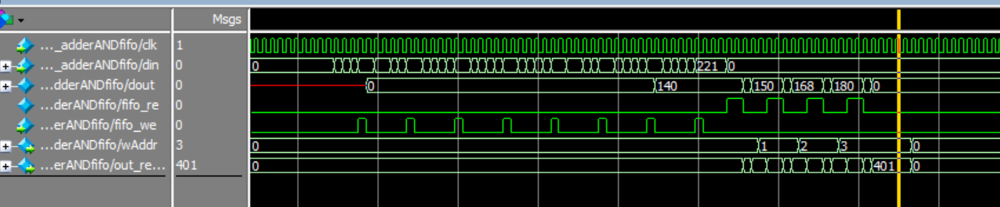 Msgs
..._adderANDfifo/clk 1
..._adderANDfifo/din 0 0 221 0
...dderANDfifo/dout 0 0 140 150 168 180 0
...derANDfifo/fifo_re 0
...erANDfifo/fifo_we 0
...derANDfifo/wAddr 3 0 1 2 3 0
...erANDfifo/out_re... 401 0 401 0